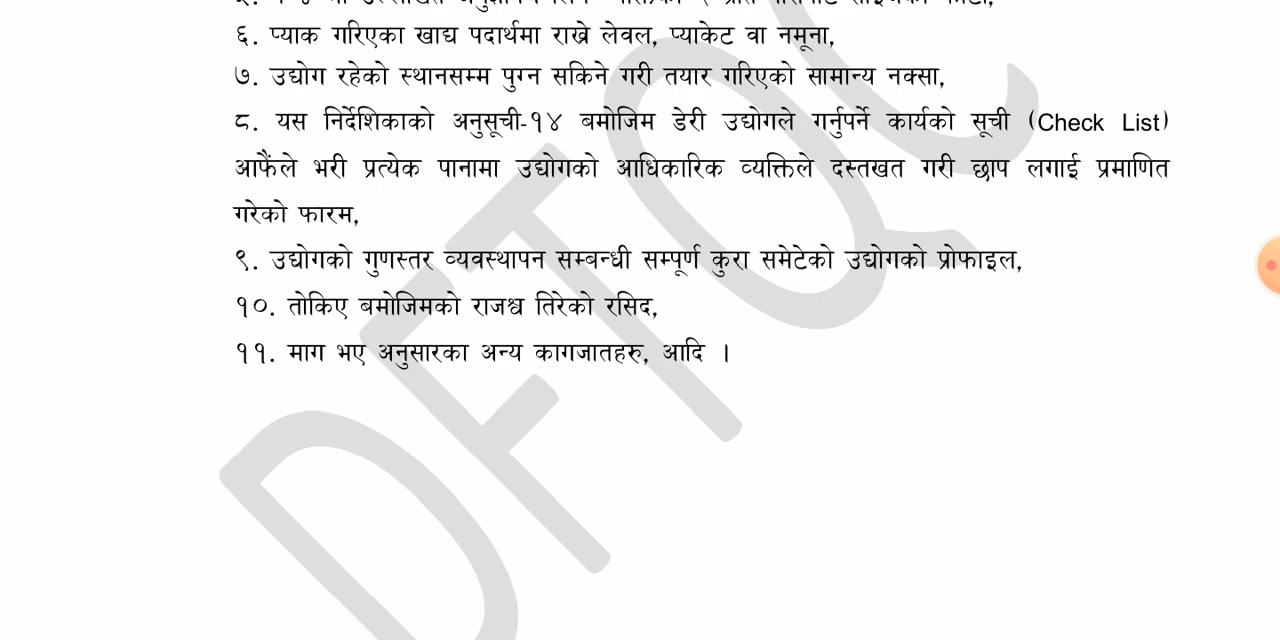 ६. प्याक गरिएका खाद्य पदार्थमा राख्ने लेवल, प्याकेट वा नमूना,
७. उद्योग रहेको स्थानसम्म पुग्न सकिने गरी तयार गरिएको सामान्य नक्सा,
८. यस निर्देशिकाको अनुसूची-१४ बमोजिम डेरी उद्योगले गर्नुपर्ने कार्यको सूची (Check List)
आफैंले भरी प्रत्येक पानामा उद्योगको आधिकारिक व्यक्तिले दस्तखत गरी छाप लगाई प्रमाणित
गरेको फारम,
९. उद्योगको गुणस्तर व्यवस्थापन सम्बन्धी सम्पूर्ण कुरा समेटेको उद्योगको प्रोफाइल,
१०. तोकिए बमोजिमको राजश्व तिरेको रसिद,
११. माग भए अनुसारका अन्य कागजातहरु, आदि ।
DFTQC